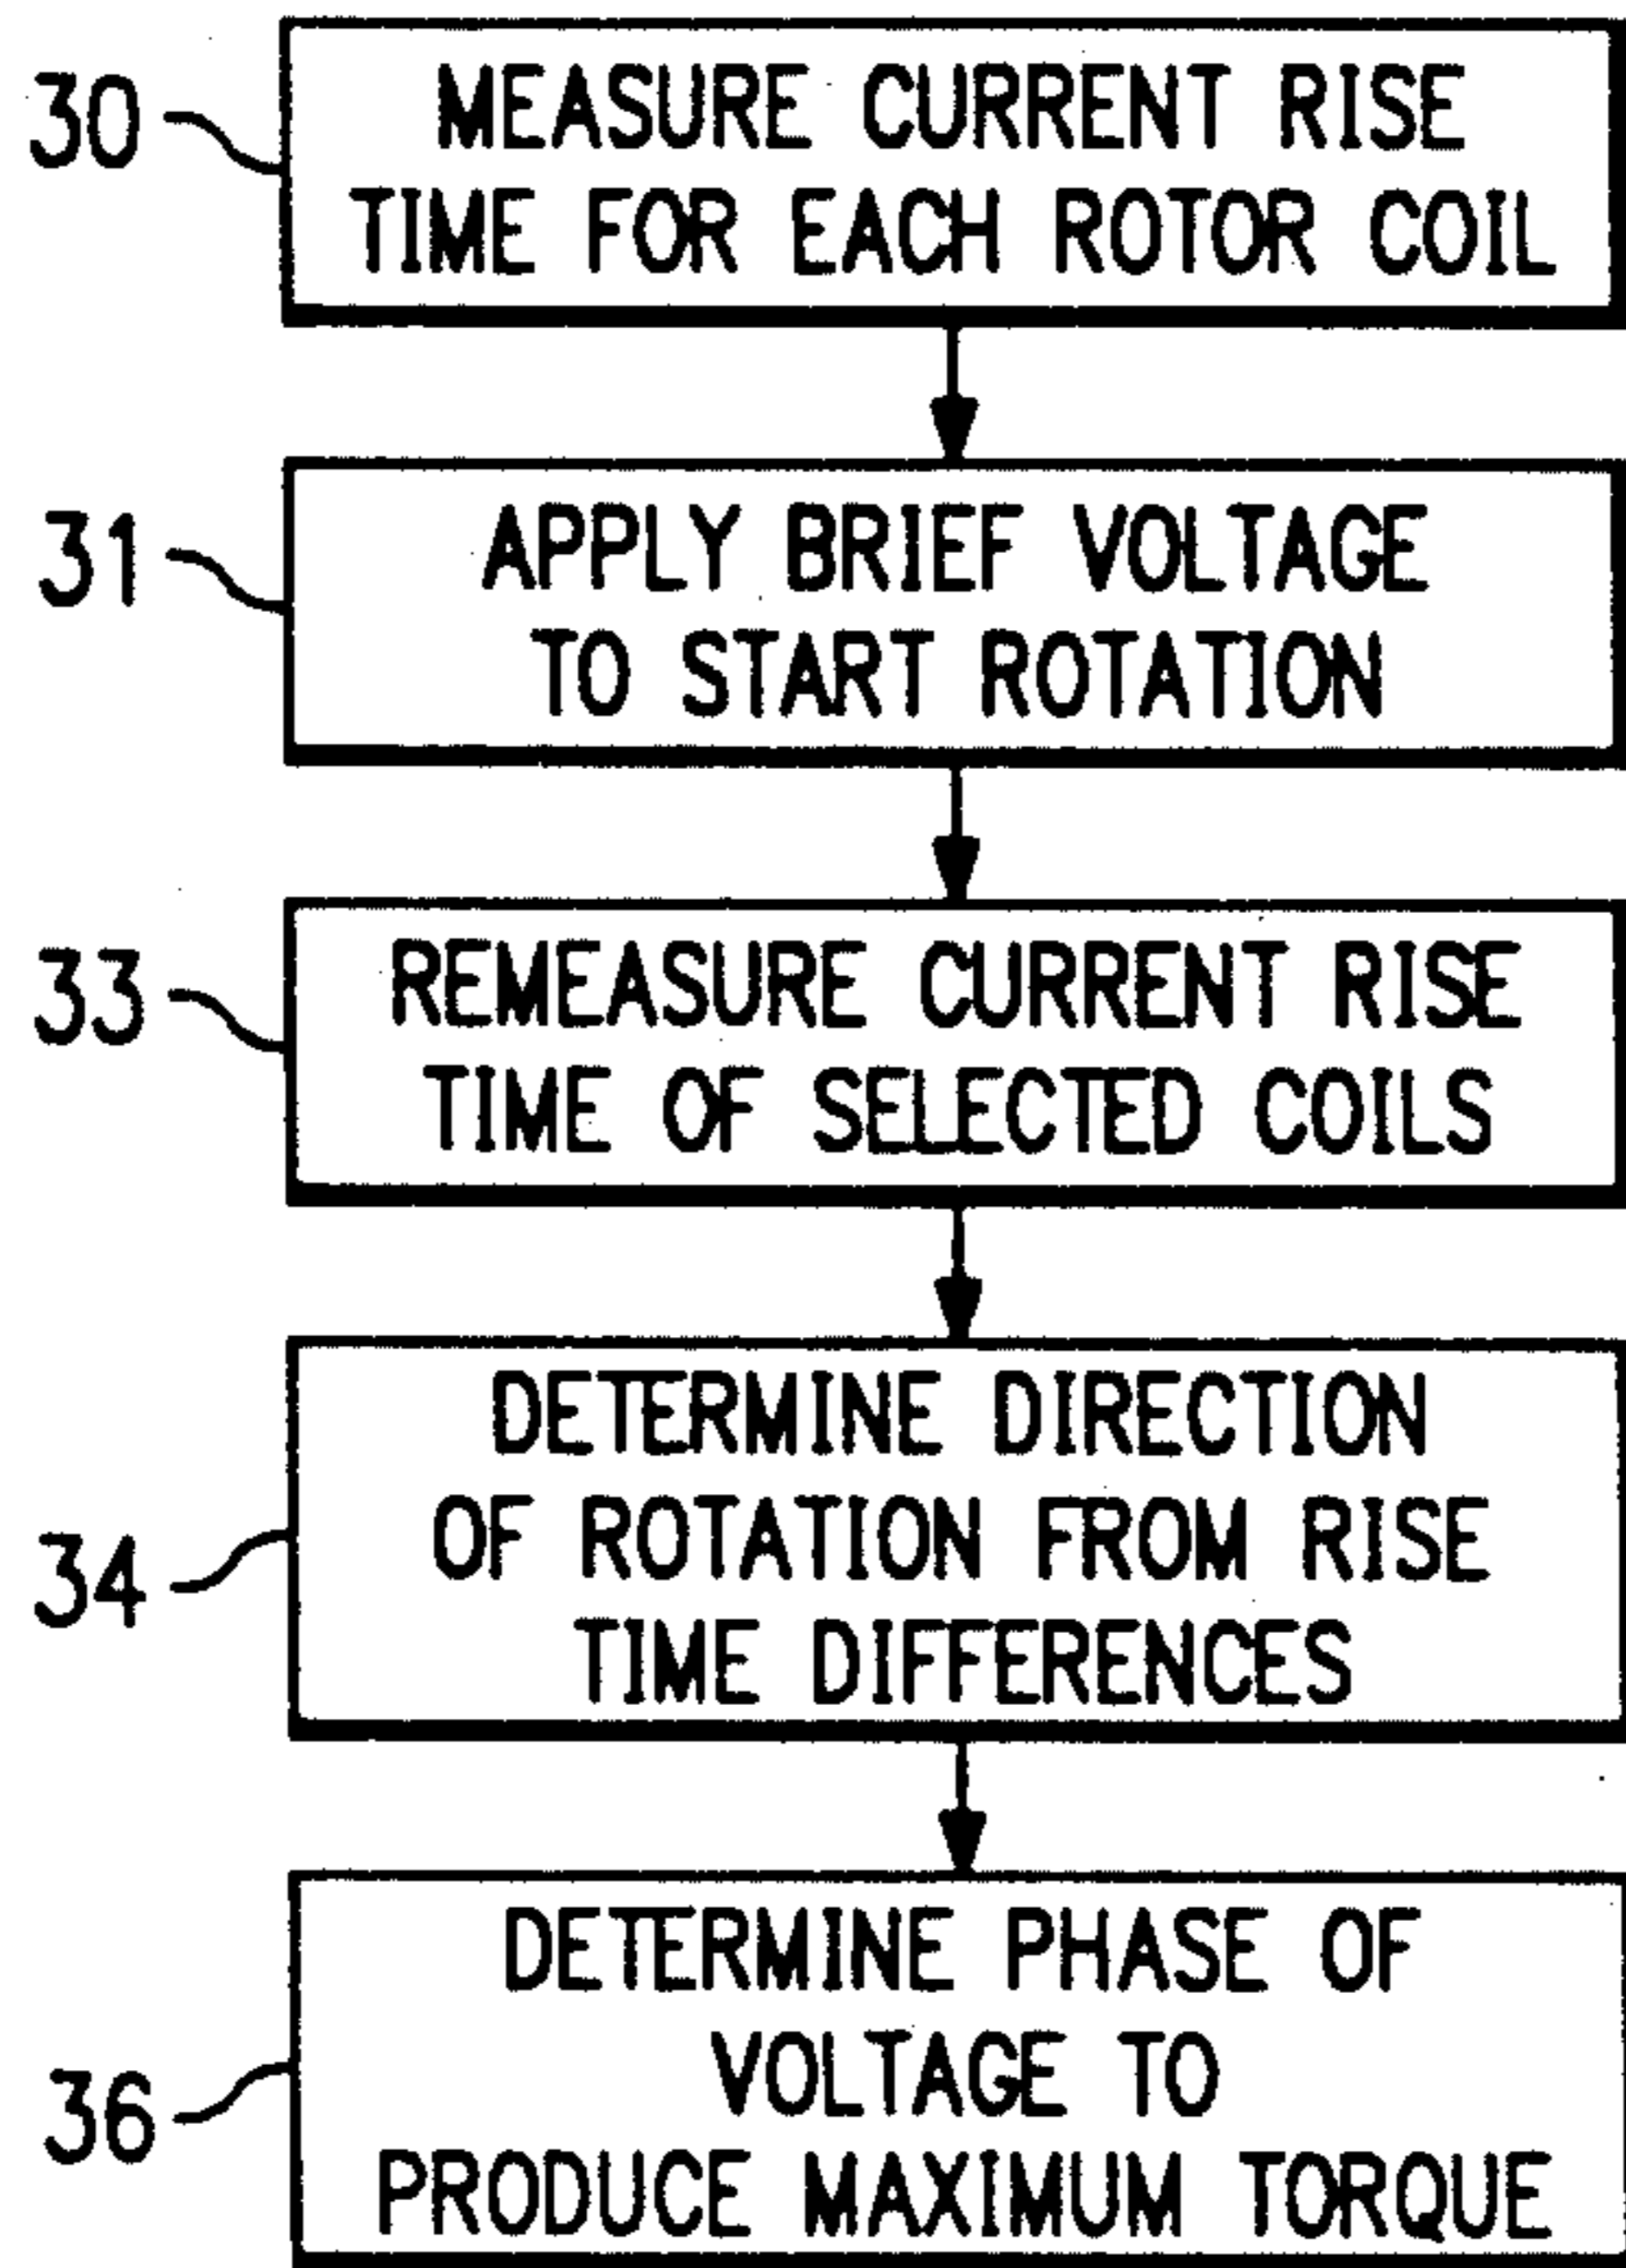 30
MEASURE CURRENT RISE
TIME FOR EACH ROTOR COIL
31
APPLY BRIEF VOLTAGE
TO START ROTATION
33
REMEASURE CURRENT RISE
TIME OF SELECTED COILS
34
DETERMINE DIRECTION
OF ROTATION FROM RISE
TIME DIFFERENCES
36
DETERMINE PHASE OF
VOLTAGE TO
PRODUCE MAXIMUM TORQUE